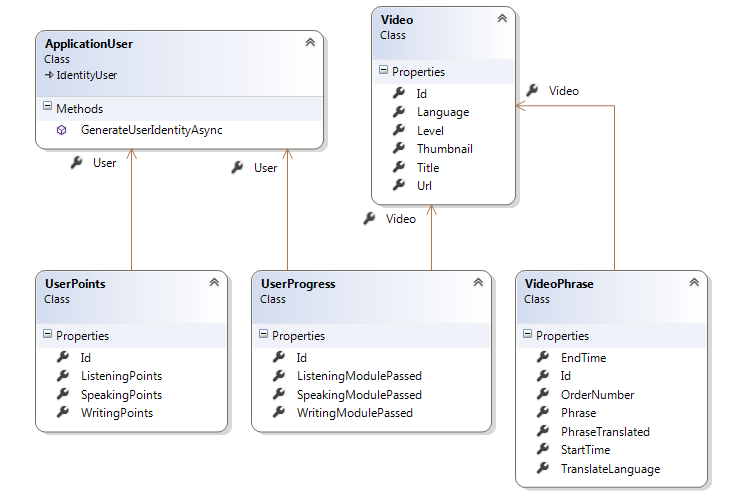 ApplicationUser
Class
IdentityUser
Methods
GenerateUserIdentityAsync
Video
Class
Properties
Id
Language
Level
Thumbnail
Title
Url
User
User
Video
Video
UserPoints
Class
Properties
Id
ListeningPoints
SpeakingPoints
WritingPoints
UserProgress
Class
Properties
Id
ListeningModulePassed
SpeakingModulePassed
WritingModulePassed
VideoPhrase
Class
Properties
EndTime
Id
OrderNumber
Phrase
PhraseTranslated
StartTime
TranslateLanguage